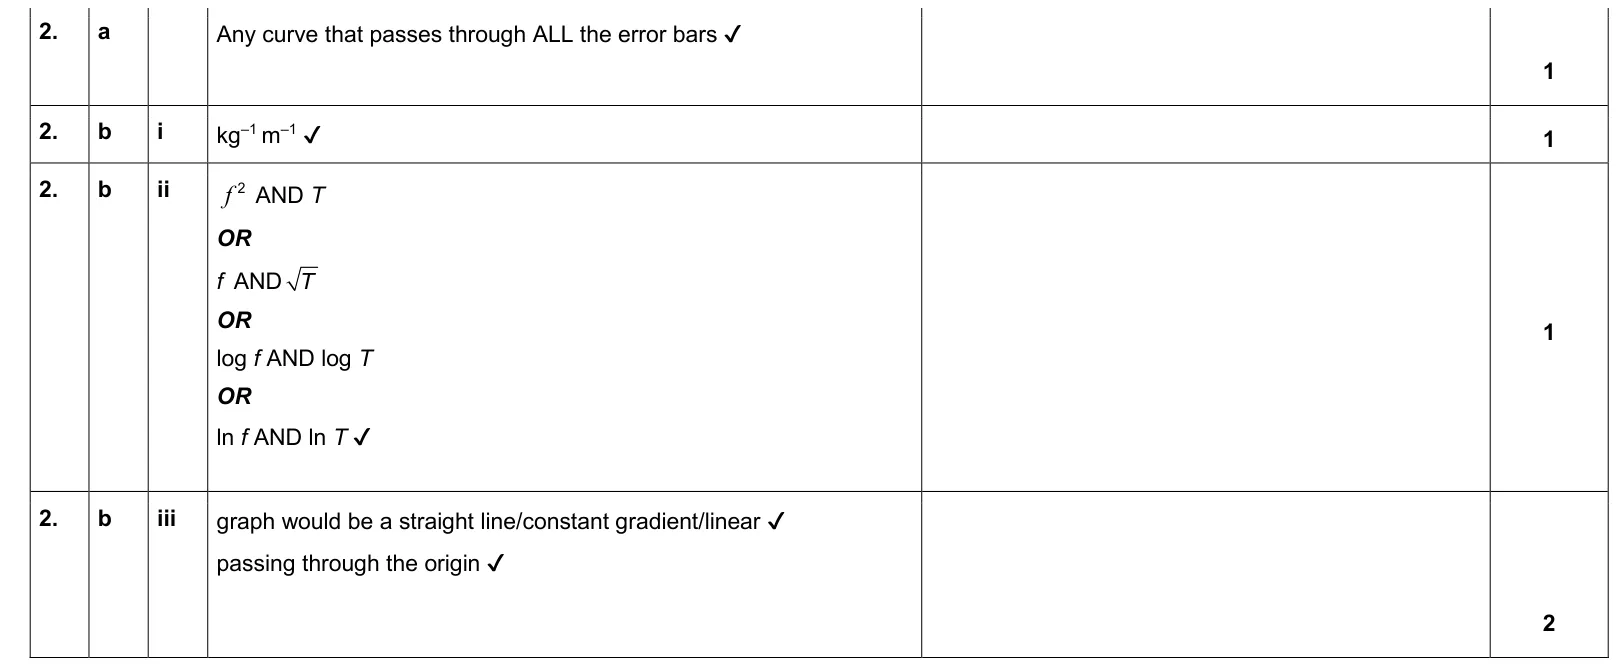 2. a Any curve that passes through ALL the error bars ✓
1
2. b i kg⁻¹ m⁻¹ ✓ 1
2. b ii f² AND T
OR
f AND √T
OR
1
log f AND log T
OR
ln f AND ln T ✓
2. b iii graph would be a straight line/constant gradient/linear ✓
passing through the origin ✓
2